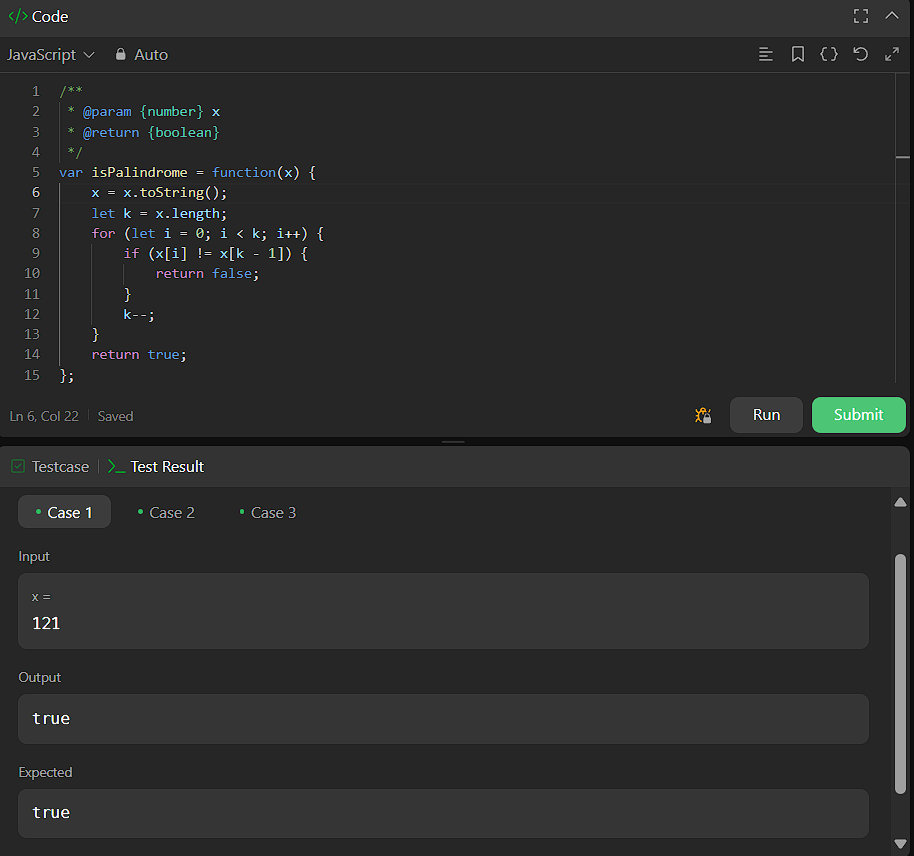 </> Code
JavaScript Auto
1 /**
2 * @param {number} x
3 * @return {boolean}
4 */
5 var isPalindrome = function(x) {
6 x = x.toString();
7 let k = x.length;
8 for (let i = 0; i < k; i++) {
9 if (x[i] != x[k - 1]) {
10 return false;
11 }
12 k--;
13 }
14 return true;
15 };
Ln 6, Col 22 Saved
Run
Submit
Testcase
Test Result
Case 1 Case 2 Case 3
Input
x =
121
Output
true
Expected
true